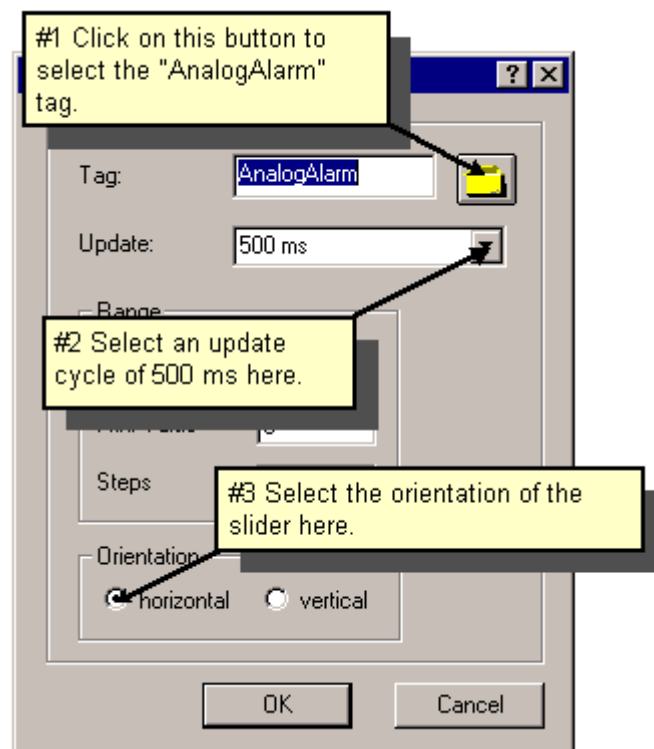 #1 Click on this button to
select the "AnalogAlarm"
tag.
Tag:
AnalogAlarm
Update:
500 ms
Range
#2 Select an update
cycle of 500 ms here.
Steps
#3 Select the orientation of the
slider here.
Orientation
horizontal
vertical
OK
Cancel